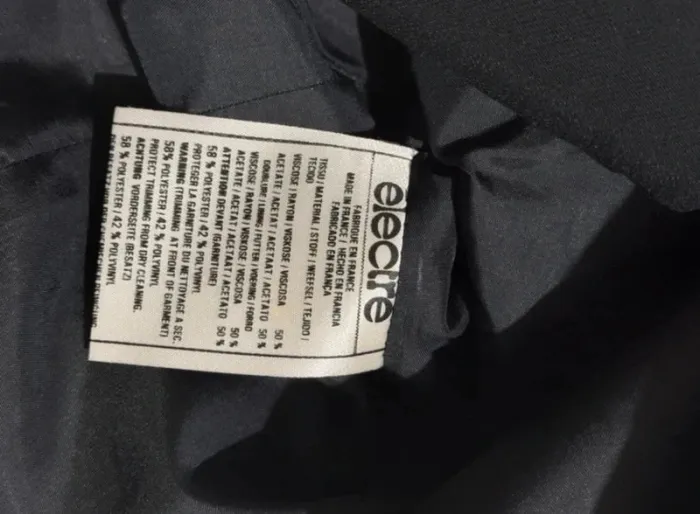 electre
FABRIQUE EN FRANCE
MADE IN FRANCE / HECHO EN FRANCIA
FABRICADO EN FRANÇA
TISSU / MATERIAL / STOFF / WEEFSEL / TEJIDO /
TECIDO
VISCOSE / RAYON / VISKOSE / VISCOSA 50 %
ACETATE / ACETAT / ACETAAT / ACETATO 50 %
DOUBLURE / LINING / FUTTER / VOERING / FORRO
VISCOSE / RAYON / VISKOSE / VISCOSA 50 %
ACETATE / ACETAT / ACETAAT / ACETATO 50 %
ATTENTION DEVANT (GARNITURE)
58 % POLYESTER / 42 % POLYVINYL
PROTEGER LA GARNITURE DU NETTOYAGE A SEC.
WARNING (TRIMMING AT FRONT OF GARMENT)
58% POLYESTER / 42 % POLYVINYL
PROTECT TRIMMING FROM DRY CLEANING.
ACHTUNG VORDERSEITE (BESATZ)
58 % POLYESTER / 42 % POLYVINYL